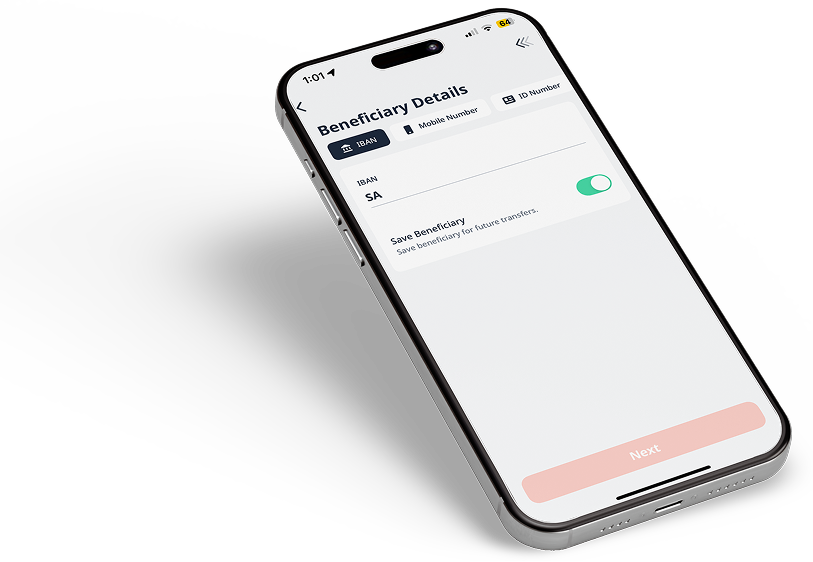 1:01
64
Beneficiary Details
IBAN
Mobile Number
ID Number
IBAN
SA
Save Beneficiary
Save beneficiary for future transfers.
Next